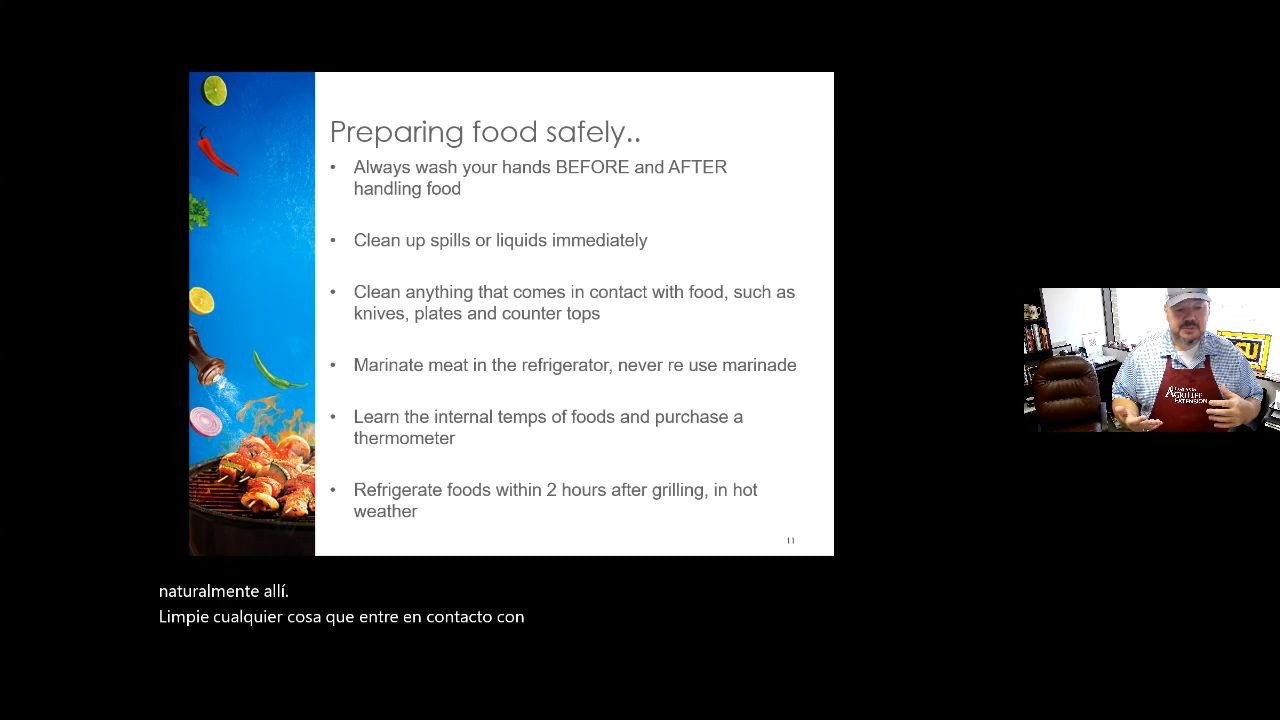 Preparing food safely..
• Always wash your hands BEFORE and AFTER
handling food
• Clean up spills or liquids immediately
• Clean anything that comes in contact with food, such as
knives, plates and counter tops
• Marinate meat in the refrigerator, never re use marinade
• Learn the internal temps of foods and purchase a
thermometer
• Refrigerate foods within 2 hours after grilling, in hot
weather
11
AGRILIFE
EXTENSION
naturalmente allí.
Limpie cualquier cosa que entre en contacto con